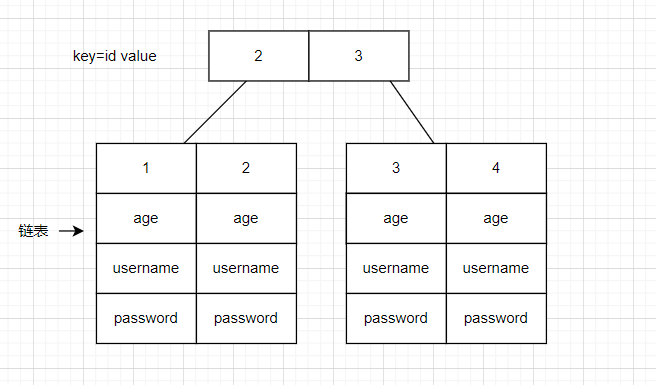 key=id value
2 3
1 2 3 4
age age age age
链表
username username username username
password password password password